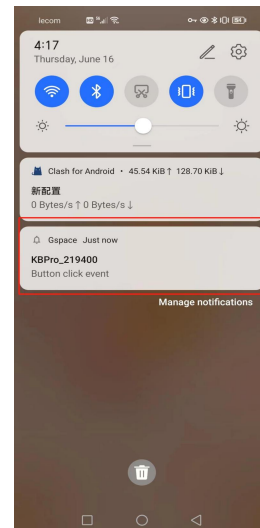 lecom
4:17
Thursday, June 16
Clash for Android • 45.54 KiB↑ 128.70 KiB↓
新配置
0 Bytes/s ↑ 0 Bytes/s ↓
Gspace Just now
KBPro_219400
Button click event
Manage notifications